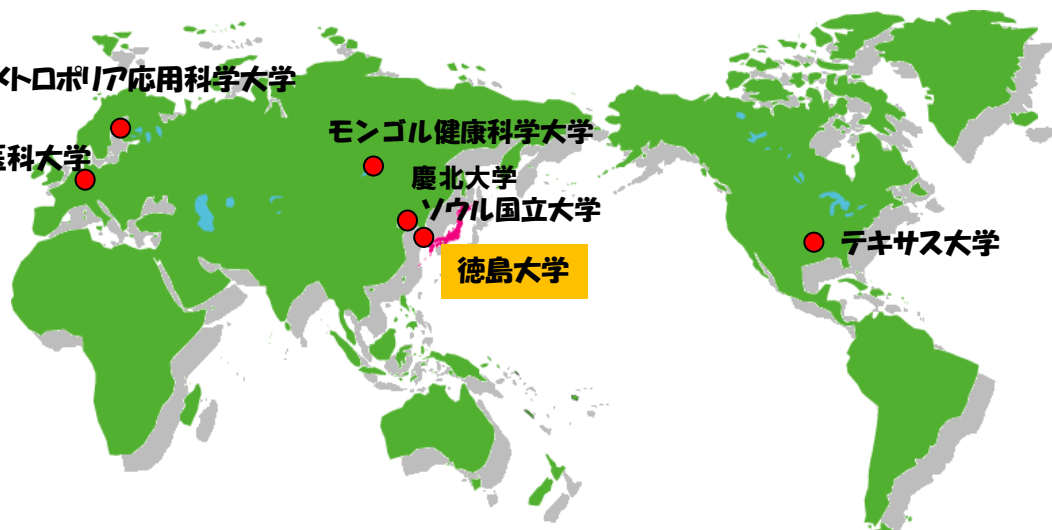 メトロポリア応用科学大学
モンゴル健康科学大学
医科大学
慶北大学
ソウル国立大学
テキサス大学
徳島大学